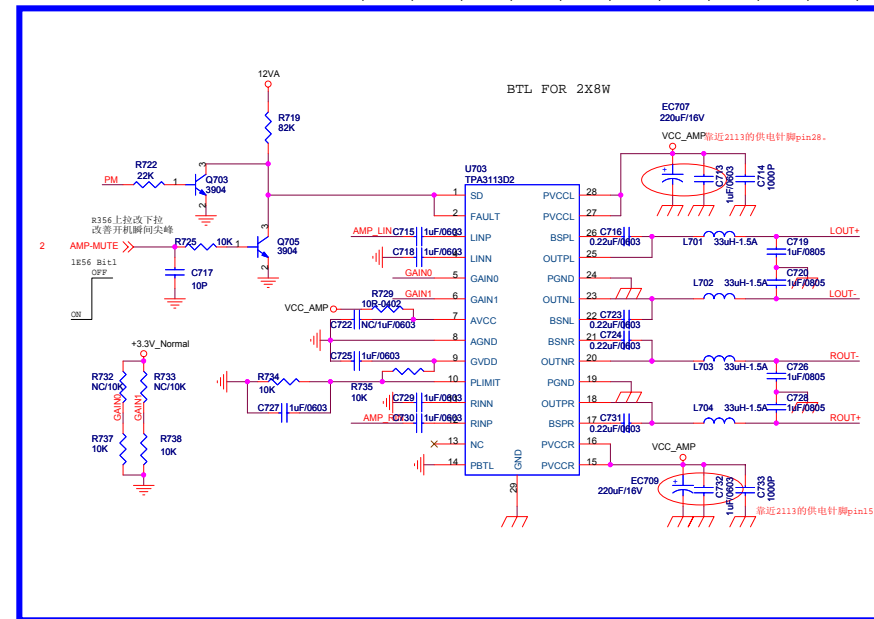 BTL FOR 2X8W
12VA
R719
82K
R722
22K
PM
1
3
2
Q703
3904
R356上拉改下拉
改善开机瞬间尖峰
2
AMP-MUTE
R725
10K
1
3
2
Q705
3904
1E56 Bit1
OFF
ON
C717
10P
+3.3V_Normal
R732
NC/10K
R733
NC/10K
GAIN0
GAIN1
R737
10K
R738
10K
EC707
220uF/16V
VCC_AMP
靠近2113的供电针脚pin28。
+
C713
1uF/0603
C714
1000P
U703
TPA3113D2
1
SD
2
FAULT
LINP
LINN
5
GAIN0
6
GAIN1
7
AVCC
8
AGND
9
GVDD
10
PLIMIT
RINN
12
RINP
13
NC
14
PBTL
GND
29
28
PVCCL
27
PVCCL
26
BSPL
25
OUTPL
24
PGND
23
OUTNL
22
BSNL
21
BSNR
20
OUTNR
19
PGND
18
OUTPR
17
BSPR
16
PVCCR
15
PVCCR
AMP_LIN
C715
1uF/0603
C718
1uF/0603
GAIN0
GAIN1
VCC_AMP
R729
10R-0402
C722
NC/1uF/0603
C725
1uF/0603
R734
10K
R735
10K
C727
1uF/0603
C729
1uF/0603
C730
1uF/0603
C716
0.22uF/0603
C723
0.22uF/0603
C724
0.22uF/0603
C731
0.22uF/0603
L701
33uH-1.5A
L702
33uH-1.5A
L703
33uH-1.5A
L704
33uH-1.5A
C719
1uF/0805
C720
1uF/0805
C726
1uF/0805
C728
1uF/0805
LOUT+
LOUT-
ROUT-
ROUT+
VCC_AMP
EC709
220uF/16V
+
C732
1uF/0603
C733
1000P
靠近2113的供电针脚pin15